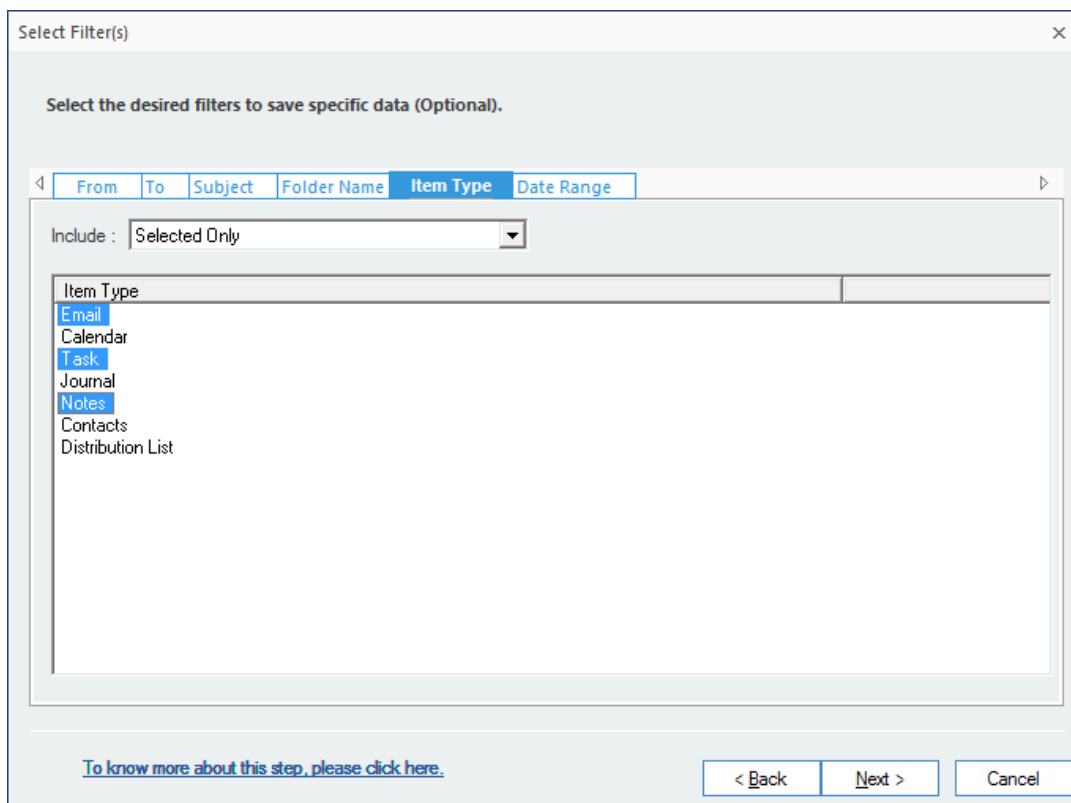 Select Filter(s)
Select the desired filters to save specific data (Optional).
From To Subject Folder Name Item Type Date Range
Include : Selected Only
Item Type
Email
Calendar
Task
Journal
Notes
Contacts
Distribution List
To know more about this step, please click here.
< Back Next > Cancel